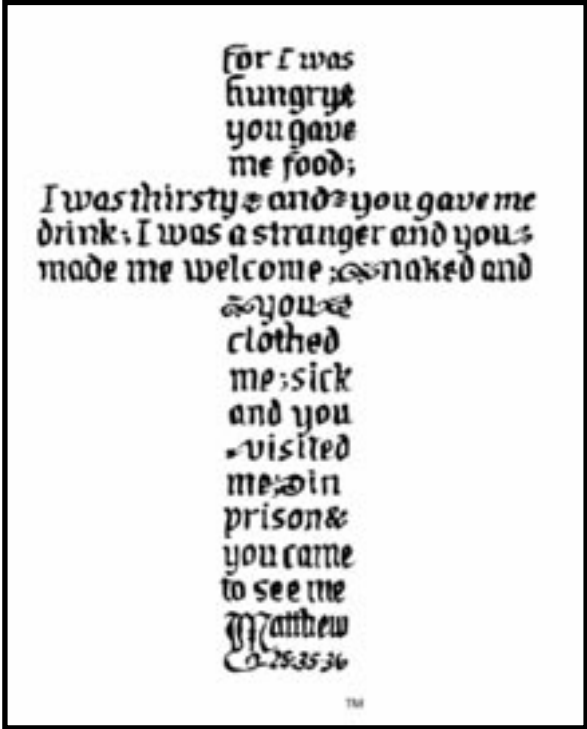 for I was
hungry &
you gave
me food;
I was thirsty & and you gave me
drink; I was a stranger and you
made me welcome; naked and
you
clothed
me; sick
and you
visited
me; in
prison &
you came
to see me
Matthew
25:35-36
TM